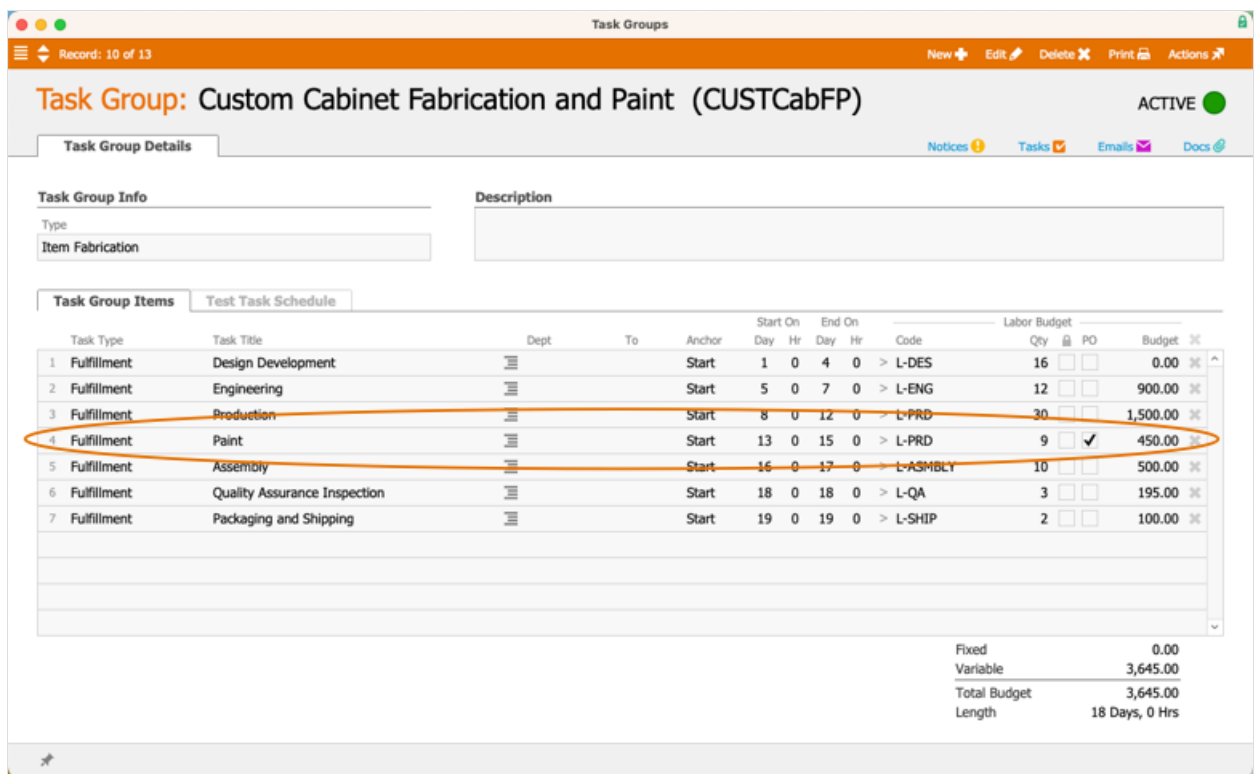 Task Groups
Record: 10 of 13 New Edit Delete Print Actions
Task Group: Custom Cabinet Fabrication and Paint (CUSTCabFP) ACTIVE
Task Group Details Notices Tasks Emails Docs
Task Group Info Description
Type
Item Fabrication
Task Group Items Test Task Schedule
Start On End On Labor Budget
Task Type Task Title Dept To Anchor Day Hr Day Hr Code Qty PO Budget
1 Fulfillment Design Development Start 1 0 4 0 > L-DES 16 0.00
2 Fulfillment Engineering Start 5 0 7 0 > L-ENG 12 900.00
3 Fulfillment Production Start 8 0 12 0 > L-PRD 30 1,500.00
4 Fulfillment Paint Start 13 0 15 0 > L-PRD 9 450.00
5 Fulfillment Assembly Start 16 0 17 0 > L-ASMBLY 10 500.00
6 Fulfillment Quality Assurance Inspection Start 18 0 18 0 > L-QA 3 195.00
7 Fulfillment Packaging and Shipping Start 19 0 19 0 > L-SHIP 2 100.00
Fixed 0.00
Variable 3,645.00
Total Budget 3,645.00
Length 18 Days, 0 Hrs